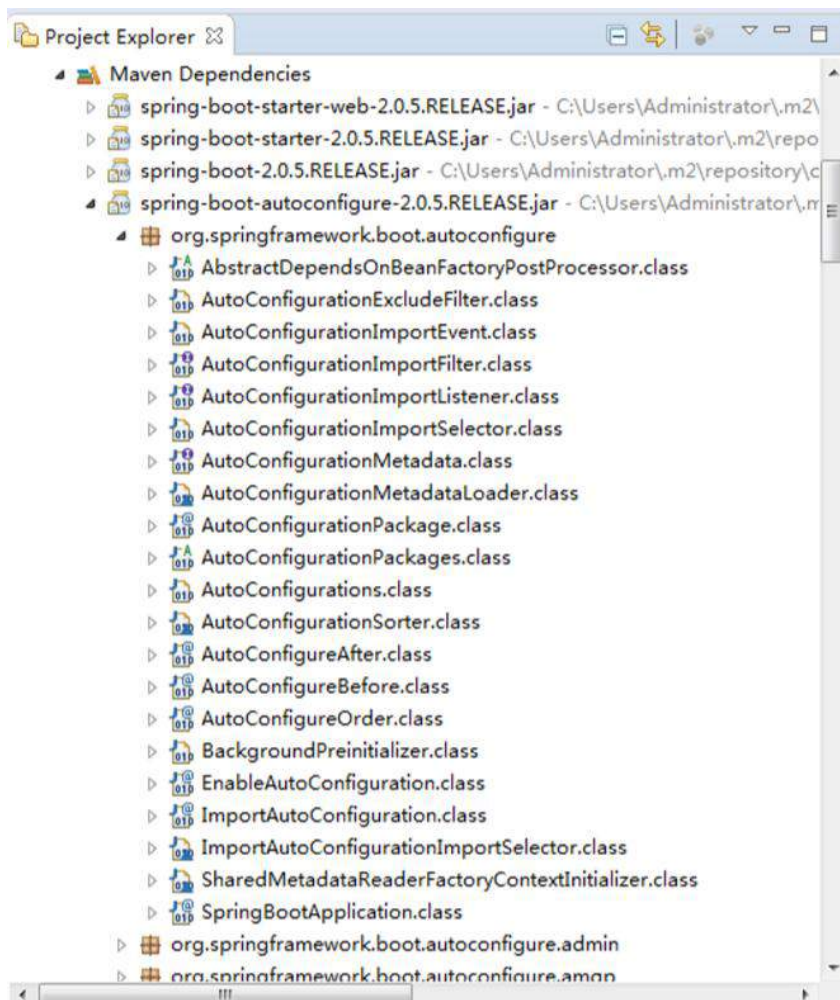 Project Explorer
Maven Dependencies
spring-boot-starter-web-2.0.5.RELEASE.jar - C:\Users\Administrator\.m2\
spring-boot-starter-2.0.5.RELEASE.jar - C:\Users\Administrator\.m2\repo
spring-boot-2.0.5.RELEASE.jar - C:\Users\Administrator\.m2\repository\c
spring-boot-autoconfigure-2.0.5.RELEASE.jar - C:\Users\Administrator\.m
org.springframework.boot.autoconfigure
AbstractDependsOnBeanFactoryPostProcessor.class
AutoConfigurationExcludeFilter.class
AutoConfigurationImportEvent.class
AutoConfigurationImportFilter.class
AutoConfigurationImportListener.class
AutoConfigurationImportSelector.class
AutoConfigurationMetadata.class
AutoConfigurationMetadataLoader.class
AutoConfigurationPackage.class
AutoConfigurationPackages.class
AutoConfigurations.class
AutoConfigurationSorter.class
AutoConfigureAfter.class
AutoConfigureBefore.class
AutoConfigureOrder.class
BackgroundPreinitializer.class
EnableAutoConfiguration.class
ImportAutoConfiguration.class
ImportAutoConfigurationImportSelector.class
SharedMetadataReaderFactoryContextInitializer.class
SpringBootApplication.class
org.springframework.boot.autoconfigure.admin
org.springframework.boot.autoconfigure.amqp